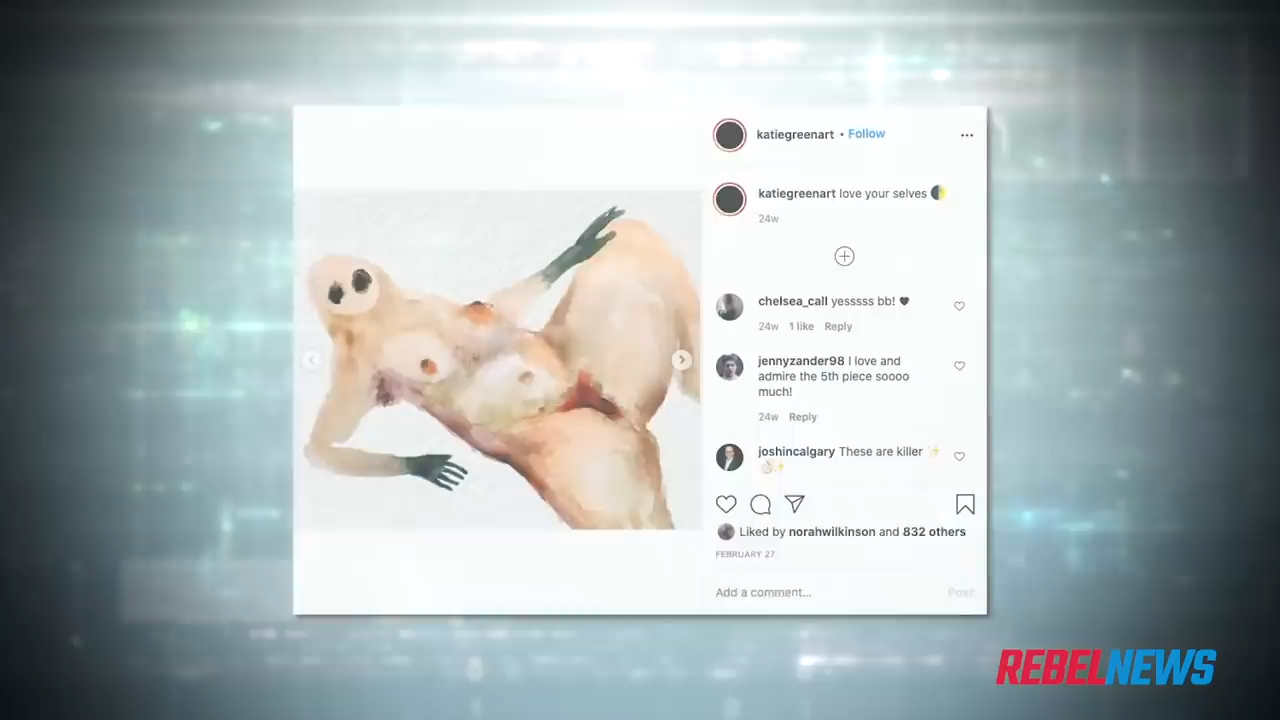 katiegreenart • Follow
katiegreenart love your selves
24w
chelsea_call yesssss bb!
24w 1 like Reply
jennyzander98 I love and
admire the 5th piece soooo
much!
24w Reply
joshincalgary These are killer
Liked by norahwilkinson and 832 others
FEBRUARY 27
Add a comment... Post
REBELNEWS